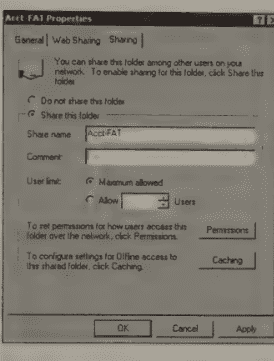 Acct-FAT Properties
General Web Sharing Sharing
You can share this folder among other users on your
network. To enable sharing for this folder, click Share this
folder.
Do not share this folder
Share this folder
Share name: AcctFAT
Comment:
User limit: Maximum allowed
Allow Users
To set permissions for how users access this
folder over the network, click Permissions.
Permissions
To configure settings for Offline access to
this shared folder, click Caching.
Caching
OK Cancel Apply